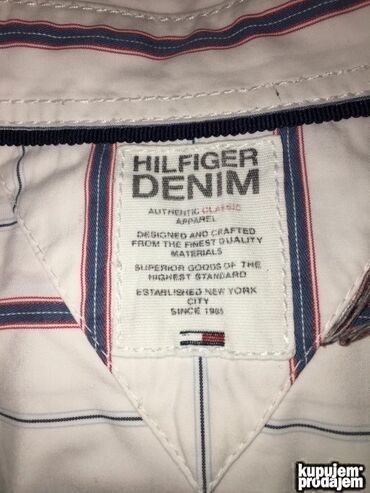 HILFIGER
DENIM
AUTHENTIC CLASSIC
APPAREL
DESIGNED AND CRAFTED
FROM THE FINEST QUALITY
MATERIALS
SUPERIOR GOODS OF THE
HIGHEST STANDARD
ESTABLISHED NEW YORK
CITY
SINCE 1985
kupujem
prodajem